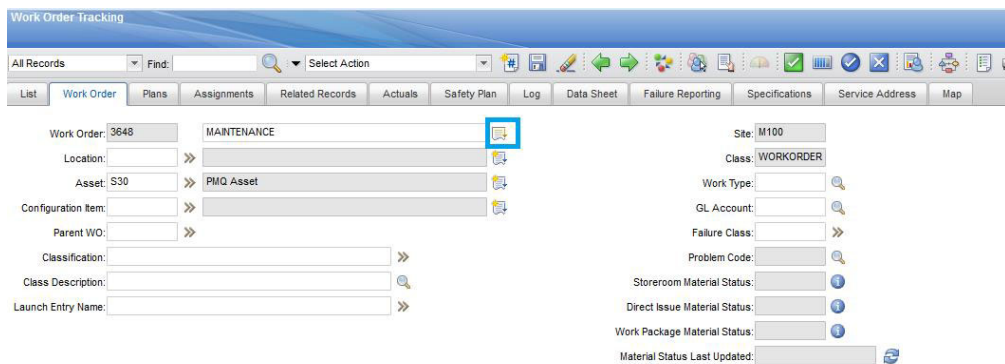 Work Order Tracking
All Records Find: Select Action
List Work Order Plans Assignments Related Records Actuals Safety Plan Log Data Sheet Failure Reporting Specifications Service Address Map
Work Order: 3648 MAINTENANCE Site: M100
Location: Class: WORKORDER
Asset: S30 PMQ Asset Work Type:
Configuration Item: GL Account:
Parent WO: Failure Class:
Classification: Problem Code:
Class Description: Storeroom Material Status:
Launch Entry Name: Direct Issue Material Status:
Work Package Material Status:
Material Status Last Updated: